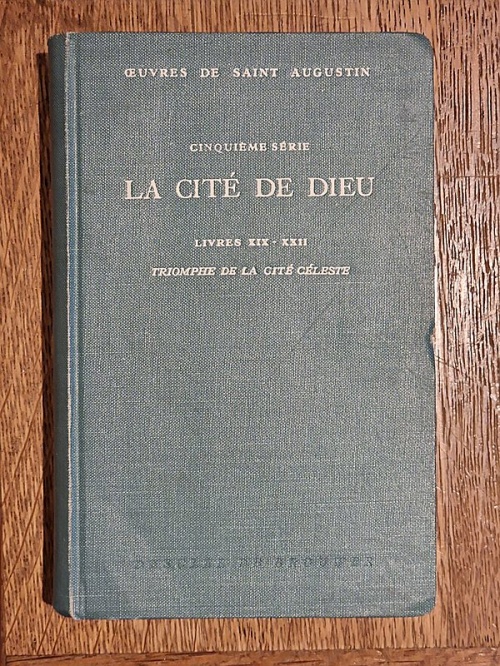 ŒUVRES DE SAINT AUGUSTIN
CINQUIÈME SÉRIE
LA CITÉ DE DIEU
LIVRES XIX - XXII
TRIOMPHE DE LA CITÉ CÉLESTE
DESCLÉE DE BROUWER